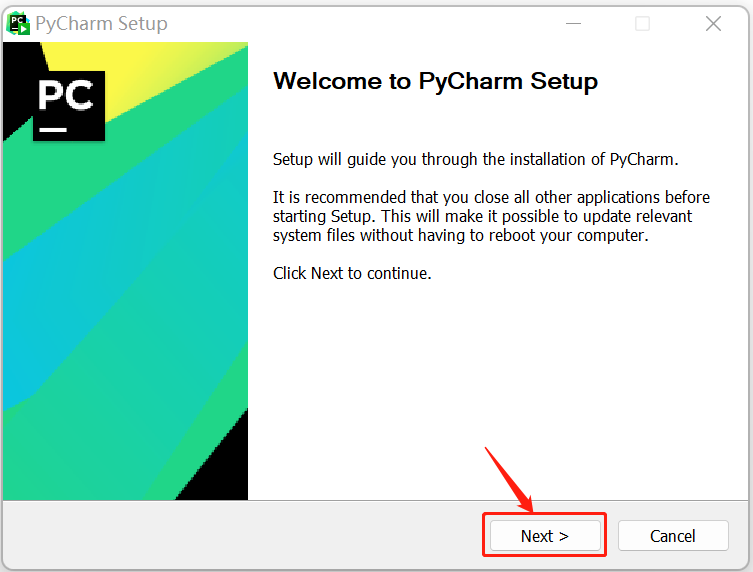 PyCharm Setup
PC
Welcome to PyCharm Setup
Setup will guide you through the installation of PyCharm.
It is recommended that you close all other applications before
starting Setup. This will make it possible to update relevant
system files without having to reboot your computer.
Click Next to continue.
Next >
Cancel